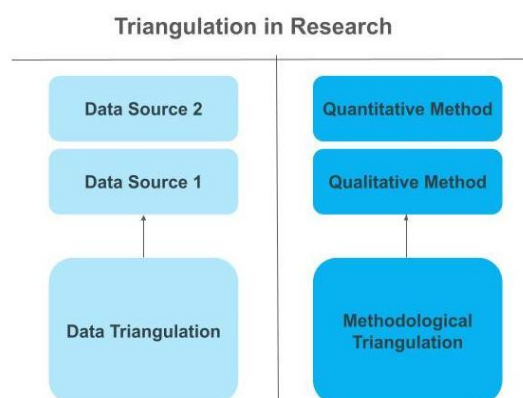 Triangulation in Research
Data Source 2
Data Source 1
Data Triangulation
Quantitative Method
Qualitative Method
Methodological
Triangulation